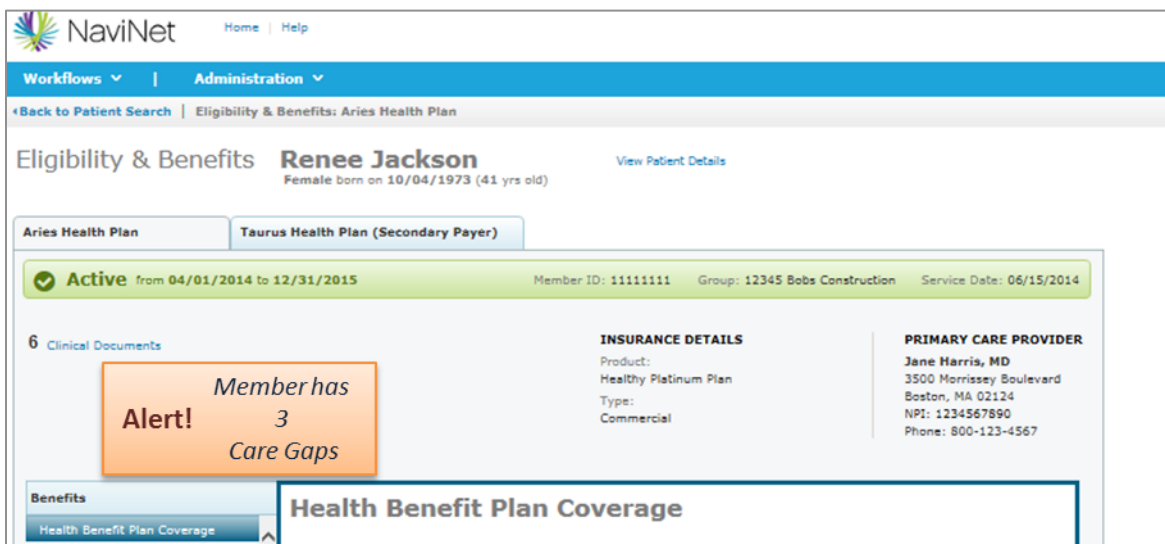 NaviNet Home | Help
Workflows | Administration
Back to Patient Search | Eligibility & Benefits: Aries Health Plan
Eligibility & Benefits Renee Jackson View Patient Details
Female born on 10/04/1973 (41 yrs old)
Aries Health Plan Taurus Health Plan (Secondary Payer)
Active from 04/01/2014 to 12/31/2015 Member ID: 11111111 Group: 12345 Bobs Construction Service Date: 06/15/2014
6 Clinical Documents
Alert!
Member has
3
Care Gaps
INSURANCE DETAILS
Product:
Healthy Platinum Plan
Type:
Commercial
PRIMARY CARE PROVIDER
Jane Harris, MD
3500 Morrissey Boulevard
Boston, MA 02124
NPI: 1234567890
Phone: 800-123-4567
Benefits
Health Benefit Plan Coverage
Health Benefit Plan Coverage